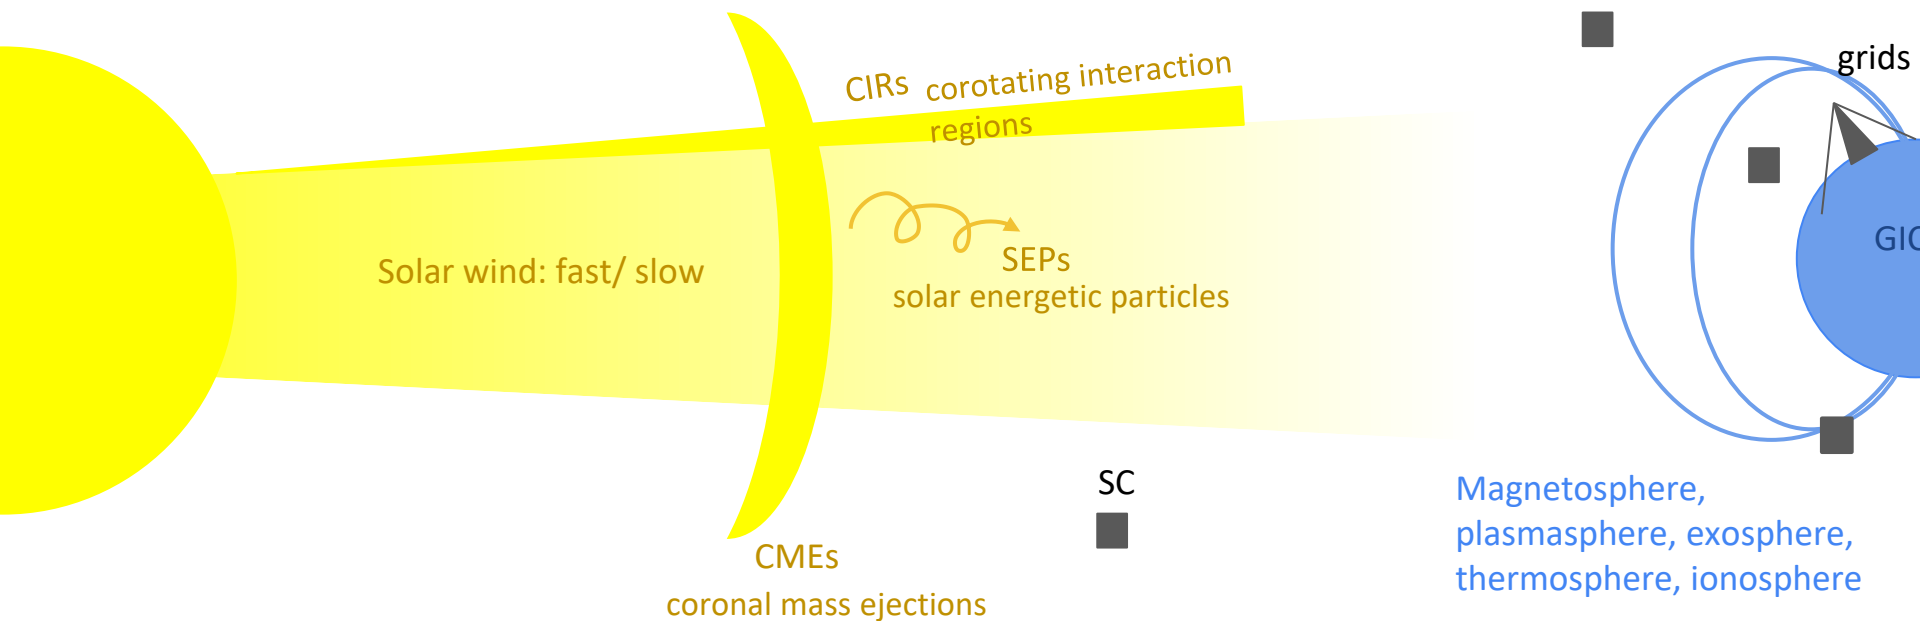 grids
CIRs corotating interaction
regions
GIC
Solar wind: fast/ slow
SEPs
solar energetic particles
SC
Magnetosphere,
plasmasphere, exosphere,
thermosphere, ionosphere
CMEs
coronal mass ejections